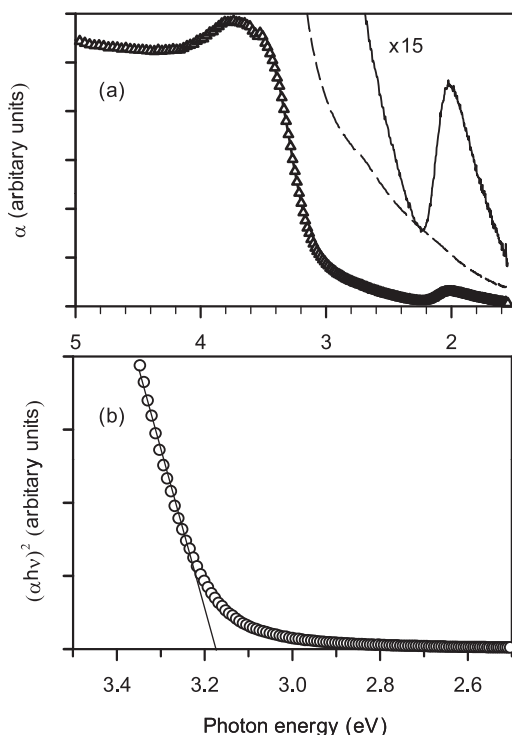 (a)
x15
α (arbitary units)
5 4 3 2
(b)
(αhν)² (arbitary units)
3.4 3.2 3.0 2.8 2.6
Photon energy (eV)